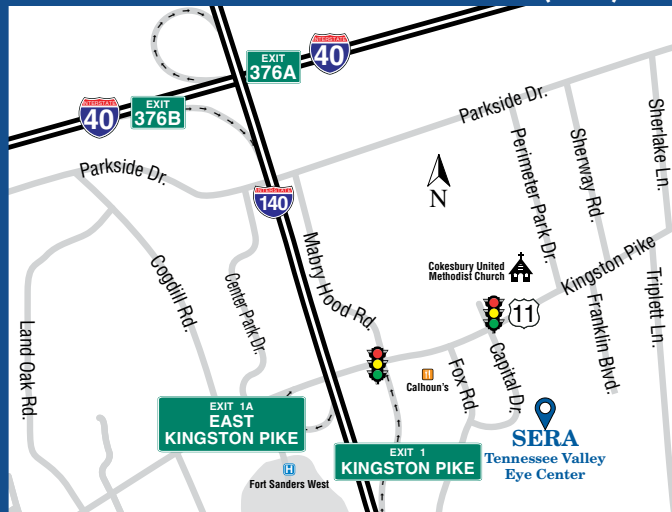 EXIT
376A
INTERSTATE
40
INTERSTATE
40
EXIT
376B
Parkside Dr.
Parkside Dr.
INTERSTATE
140
N
Perimeter Park Dr.
Sherway Rd.
Sherlake Ln.
Cogdill Rd.
Center Park Dr.
Mabry Hood Rd.
Cokesbury United
Methodist Church
Kingston Pike
11
Land Oak Rd.
Franklin Blvd.
Triplett Ln.
Calhoun's
Fox Rd.
Capital Dr.
EXIT 1A
EAST
KINGSTON PIKE
EXIT 1
KINGSTON PIKE
H
Fort Sanders West
SERA
Tennessee Valley
Eye Center